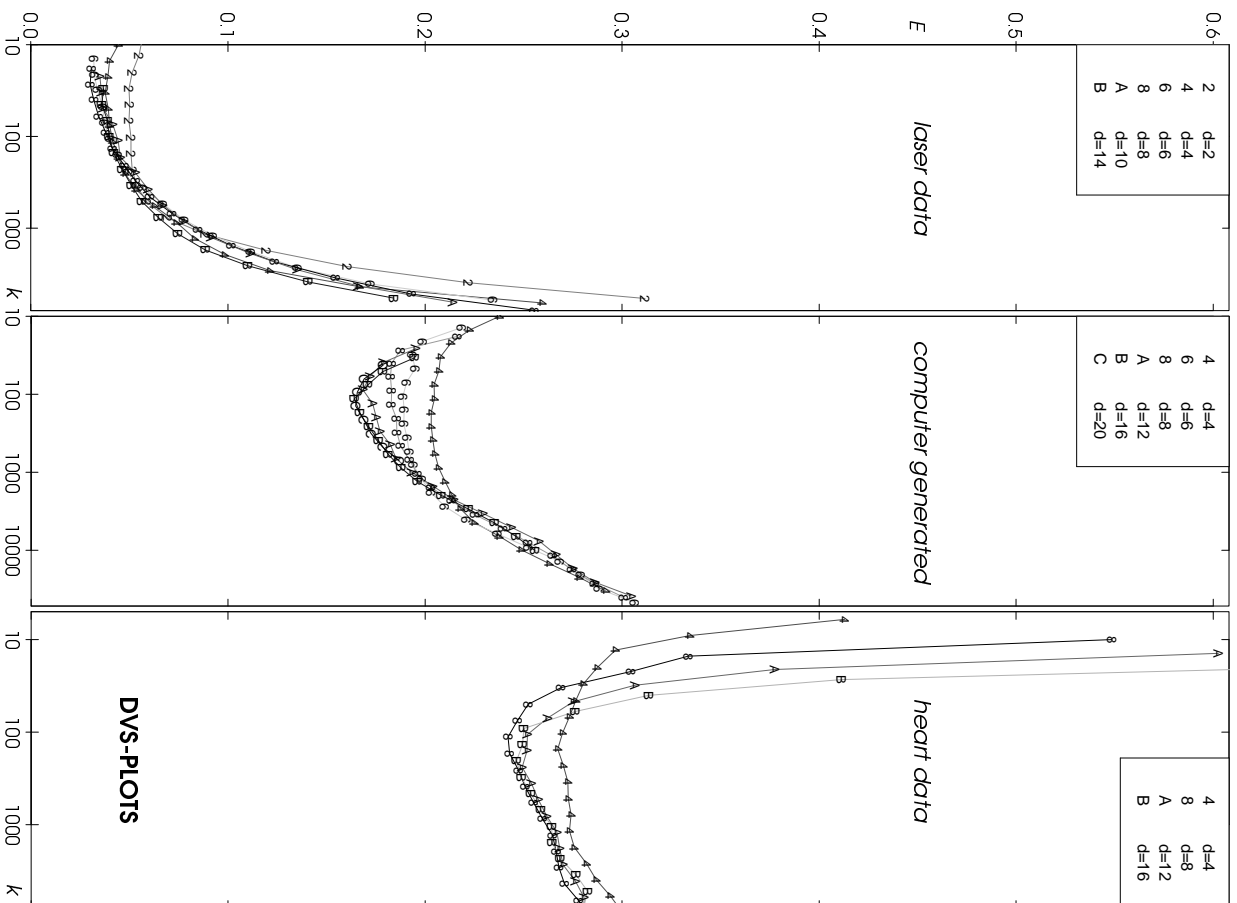 0.6
0.5
E
0.4
0.3
0.2
0.1
0.0
2 d=2
4 d=4
6 d=6
8 d=8
A d=10
B d=14
laser data
10 100 1000 k
4 d=4
6 d=6
8 d=8
A d=12
B d=16
C d=20
computer generated
10 100 1000 10000
4 d=4
8 d=8
A d=12
B d=16
heart data
DVS-PLOTS
10 100 1000 k